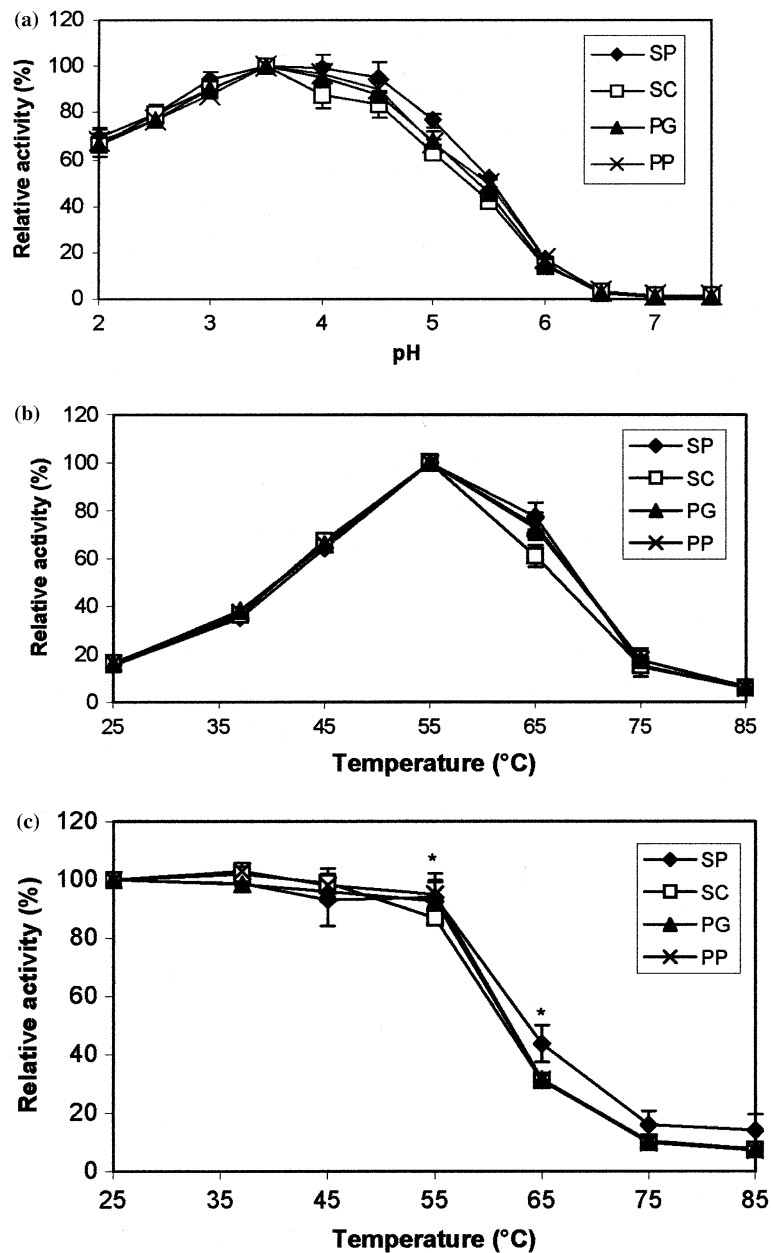 (a)
120
100
80
60
40
20
0
Relative activity (%)
2 3 4 5 6 7
pH
SP
SC
PG
PP
(b)
120
100
80
60
40
20
0
Relative activity (%)
25 35 45 55 65 75 85
Temperature (°C)
SP
SC
PG
PP
(c)
120
100
80
60
40
20
0
Relative activity (%)
* 
*
25 35 45 55 65 75 85
Temperature (°C)
SP
SC
PG
PP